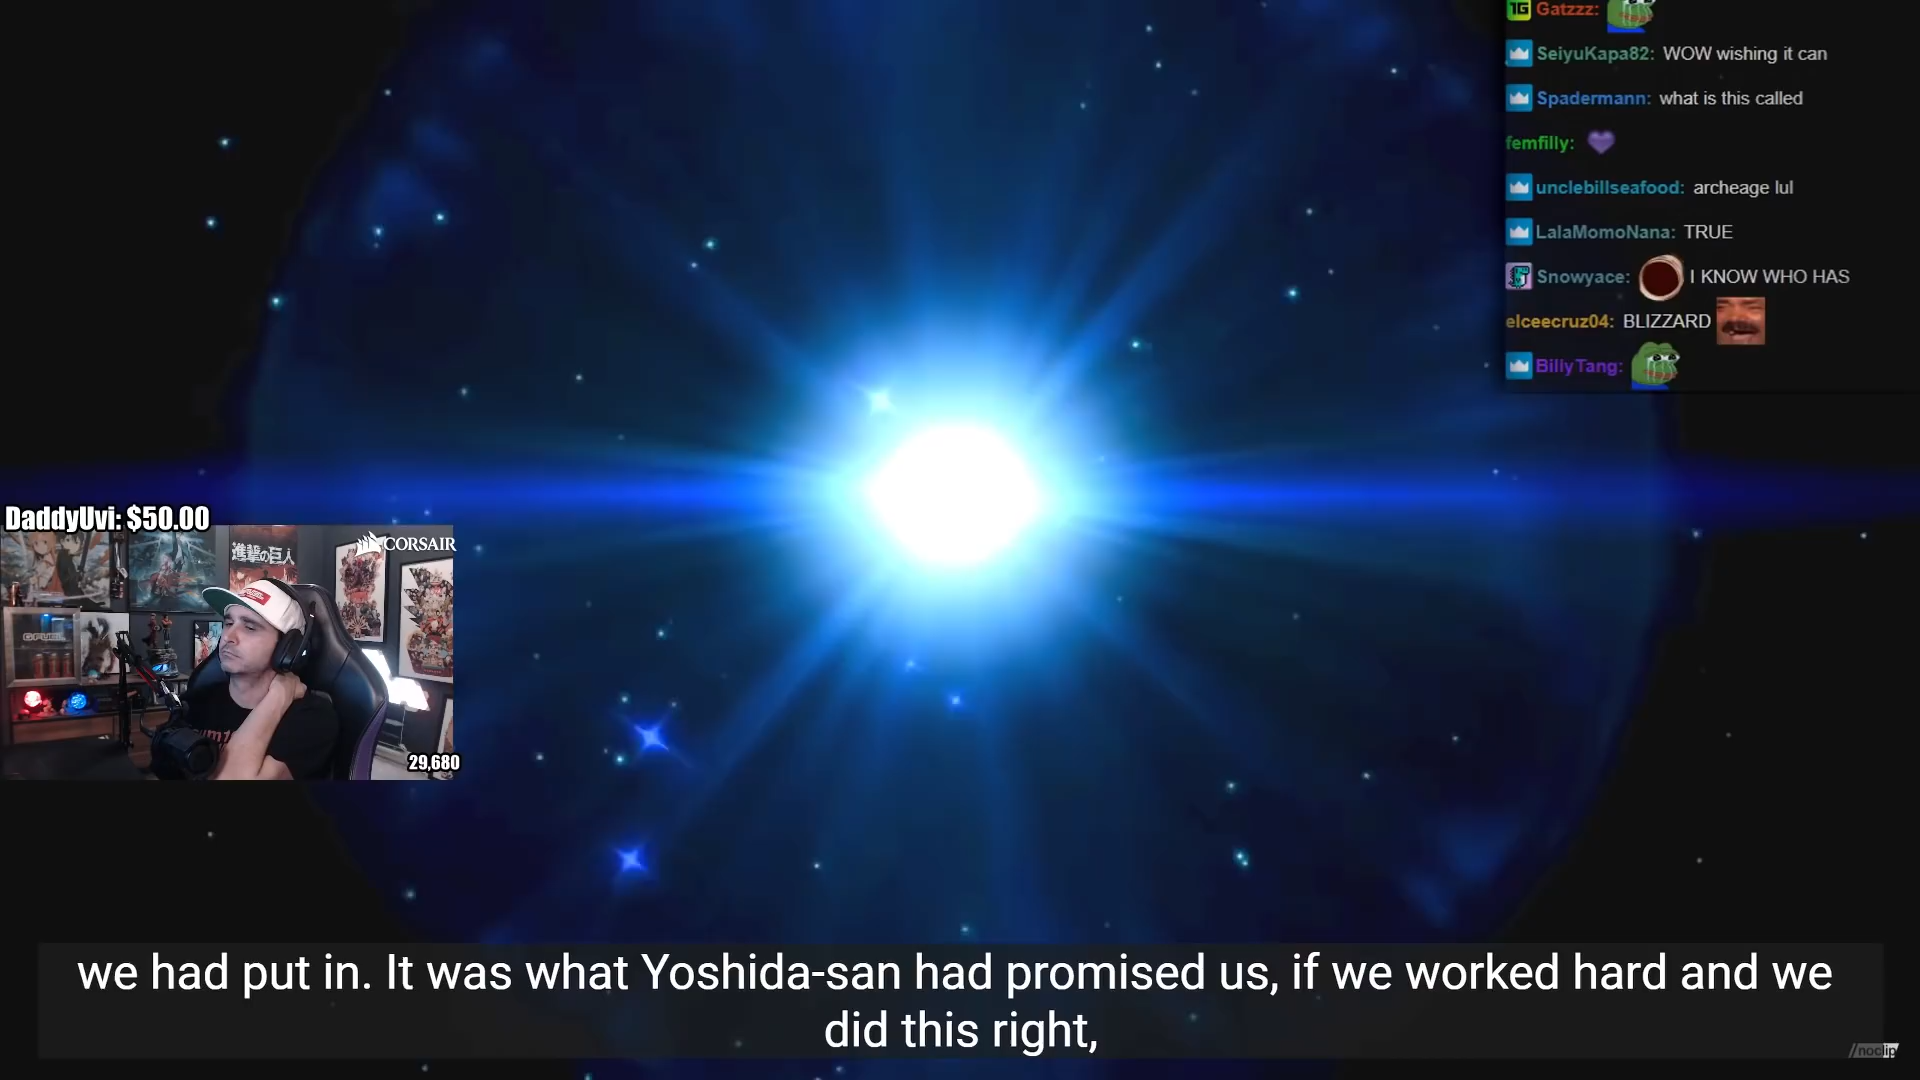 Gatzzz:
SeiyuKapa82: WOW wishing it can
Spadermann: what is this called
femfilly:
unclebillseafood: archeage lul
LalaMomoNana: TRUE
Snowyace: I KNOW WHO HAS
elceecruz04: BLIZZARD
BillyTang:
DaddyUvi: $50.00
CORSAIR
進撃の巨人
GFUEL
29,680
we had put in. It was what Yoshida-san had promised us, if we worked hard and we
did this right,
//noclip